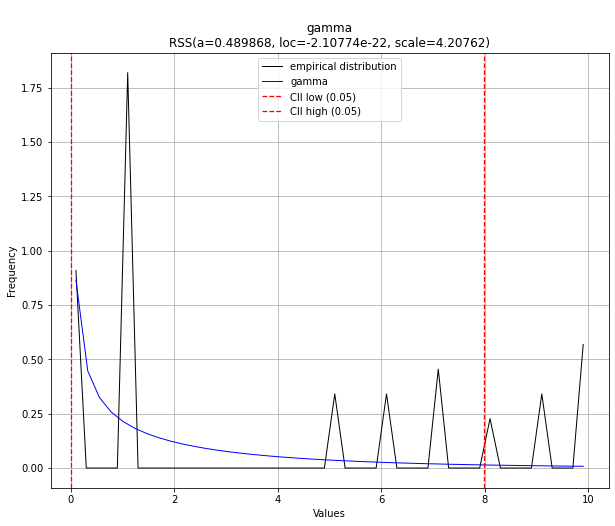 gamma
RSS(a=0.489868, loc=-2.10774e-22, scale=4.20762)
empirical distribution
gamma
CII low (0.05)
CII high (0.05)
Frequency
1.75
1.50
1.25
1.00
0.75
0.50
0.25
0.00
0 2 4 6 8 10
Values